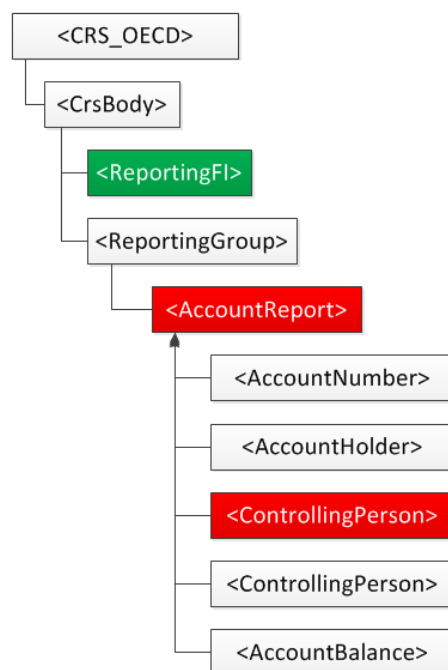 <CRS_OECD>
<CrsBody>
<ReportingFI>
<ReportingGroup>
<AccountReport>
<AccountNumber>
<AccountHolder>
<ControllingPerson>
<ControllingPerson>
<AccountBalance>